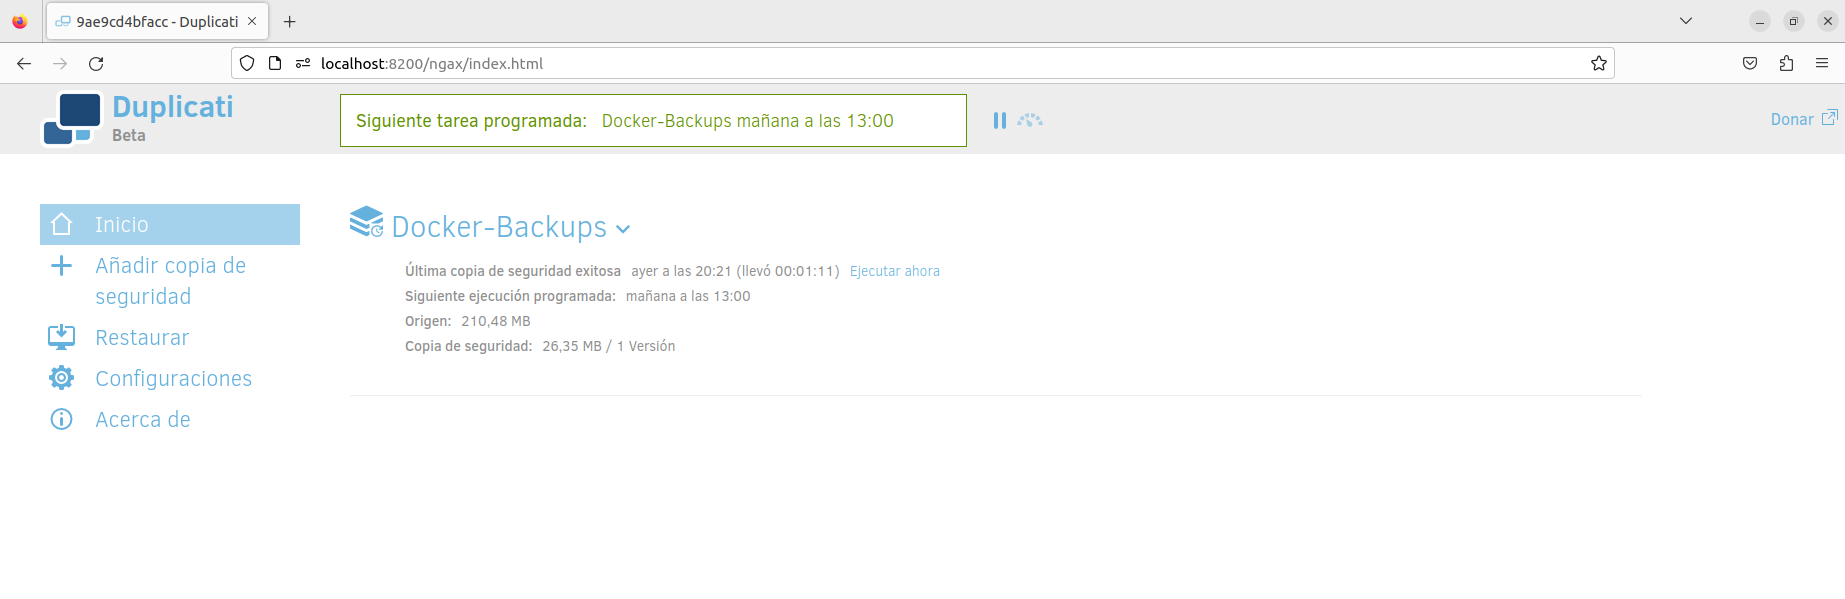 9ae9cd4bfacc - Duplicati
localhost:8200/ngax/index.html
Duplicati
Beta
Siguiente tarea programada: Docker-Backups mañana a las 13:00
Donar
Inicio
Añadir copia de
seguridad
Restaurar
Configuraciones
Acerca de
Docker-Backups
Última copia de seguridad exitosa ayer a las 20:21 (llevó 00:01:11) Ejecutar ahora
Siguiente ejecución programada: mañana a las 13:00
Origen: 210,48 MB
Copia de seguridad: 26,35 MB / 1 Versión